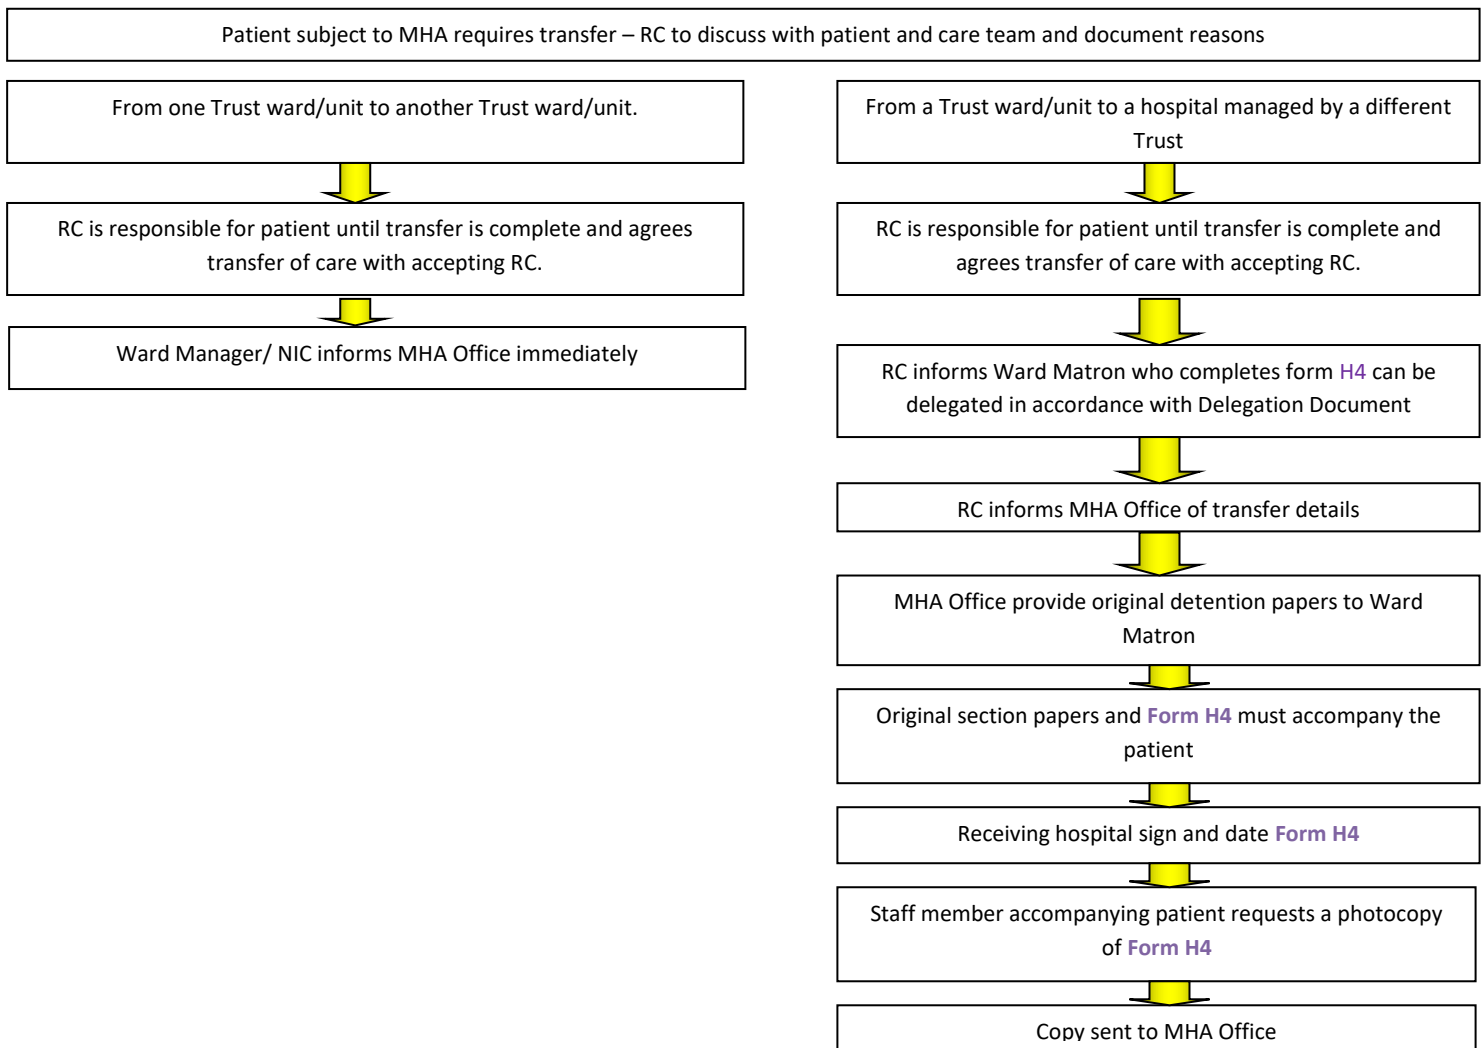 Patient subject to MHA requires transfer – RC to discuss with patient and care team and document reasons
From one Trust ward/unit to another Trust ward/unit.
RC is responsible for patient until transfer is complete and agrees
transfer of care with accepting RC.
Ward Manager/ NIC informs MHA Office immediately
From a Trust ward/unit to a hospital managed by a different
Trust
RC is responsible for patient until transfer is complete and
agrees transfer of care with accepting RC.
RC informs Ward Matron who completes form H4 can be
delegated in accordance with Delegation Document
RC informs MHA Office of transfer details
MHA Office provide original detention papers to Ward
Matron
Original section papers and Form H4 must accompany the
patient
Receiving hospital sign and date Form H4
Staff member accompanying patient requests a photocopy
of Form H4
Copy sent to MHA Office